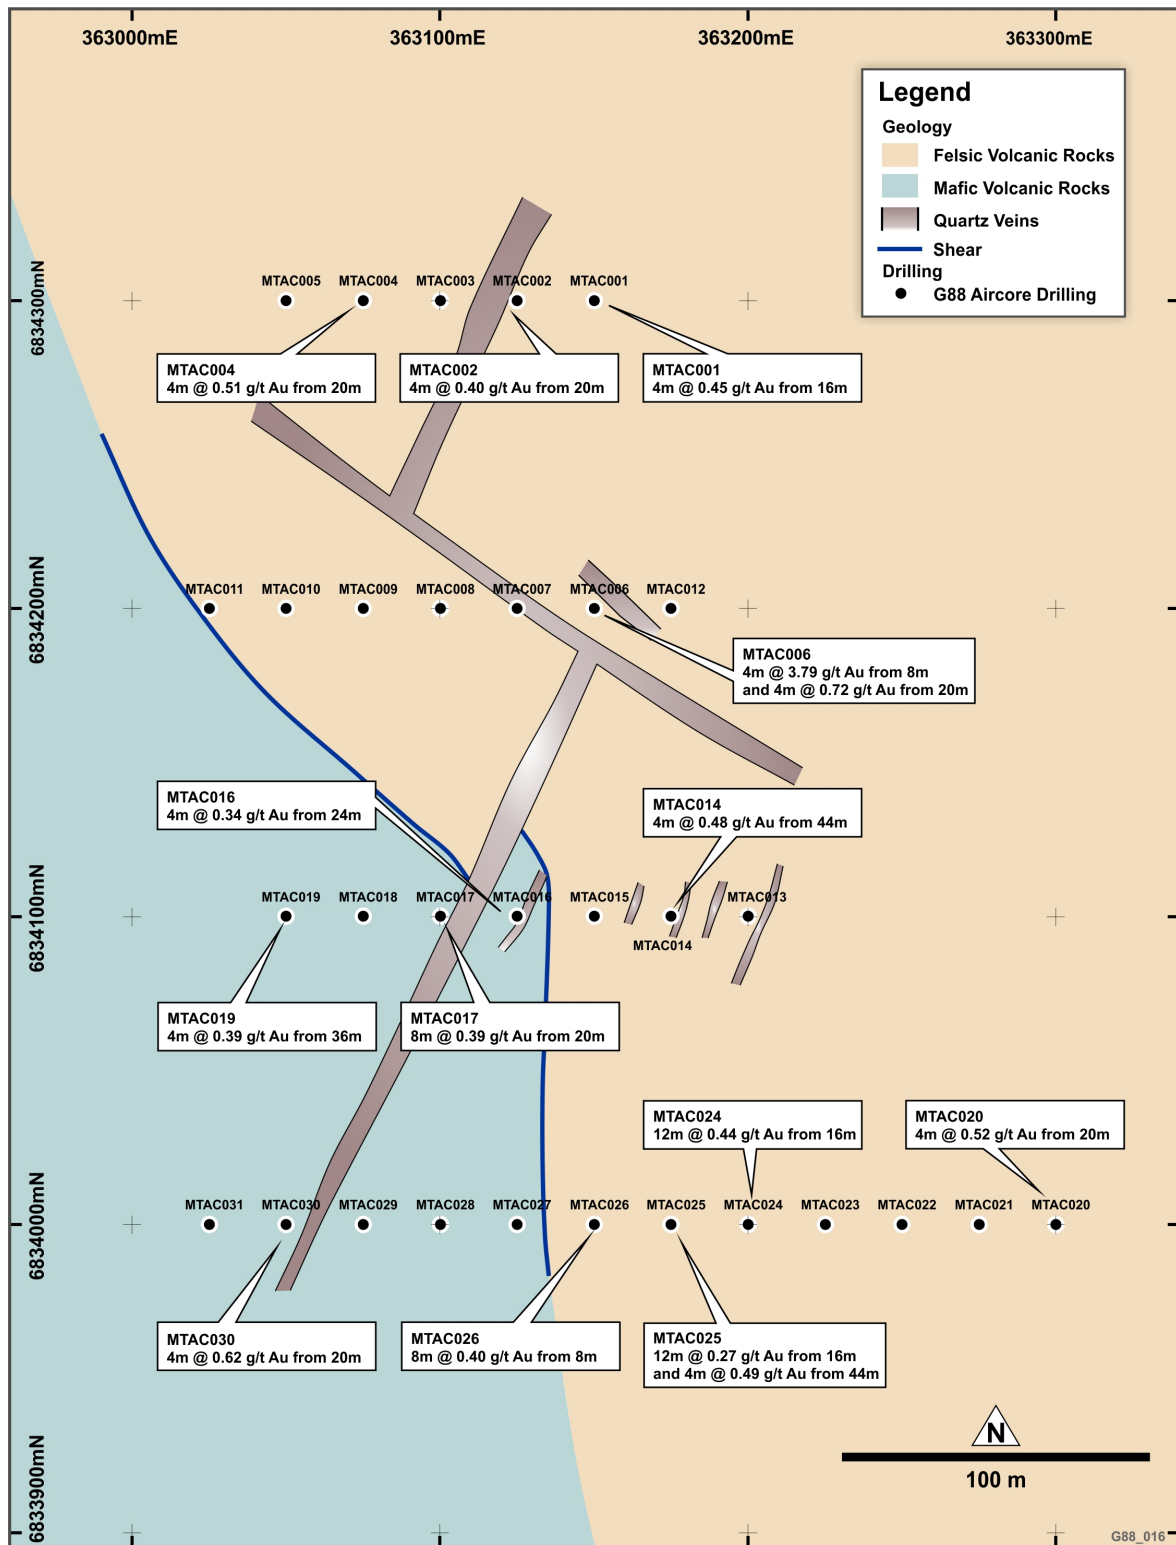 363000mE 363100mE 363200mE 363300mE
Legend
Geology
Felsic Volcanic Rocks
Mafic Volcanic Rocks
Quartz Veins
Shear
Drilling
G88 Aircore Drilling
6834300mN
MTAC005 MTAC004 MTAC003 MTAC002 MTAC001
MTAC004
4m @ 0.51 g/t Au from 20m
MTAC002
4m @ 0.40 g/t Au from 20m
MTAC001
4m @ 0.45 g/t Au from 16m
6834200mN
MTAC011 MTAC010 MTAC009 MTAC008 MTAC007 MTAC006 MTAC012
MTAC006
4m @ 3.79 g/t Au from 8m
and 4m @ 0.72 g/t Au from 20m
MTAC016
4m @ 0.34 g/t Au from 24m
MTAC014
4m @ 0.48 g/t Au from 44m
6834100mN
MTAC019 MTAC018 MTAC017 MTAC016 MTAC015 MTAC013
MTAC014
MTAC019
4m @ 0.39 g/t Au from 36m
MTAC017
8m @ 0.39 g/t Au from 20m
MTAC024
12m @ 0.44 g/t Au from 16m
MTAC020
4m @ 0.52 g/t Au from 20m
6834000mN
MTAC031 MTAC030 MTAC029 MTAC028 MTAC027 MTAC026 MTAC025 MTAC024 MTAC023 MTAC022 MTAC021 MTAC020
MTAC030
4m @ 0.62 g/t Au from 20m
MTAC026
8m @ 0.40 g/t Au from 8m
MTAC025
12m @ 0.27 g/t Au from 16m
and 4m @ 0.49 g/t Au from 44m
6833900mN
N
100 m
G88_016